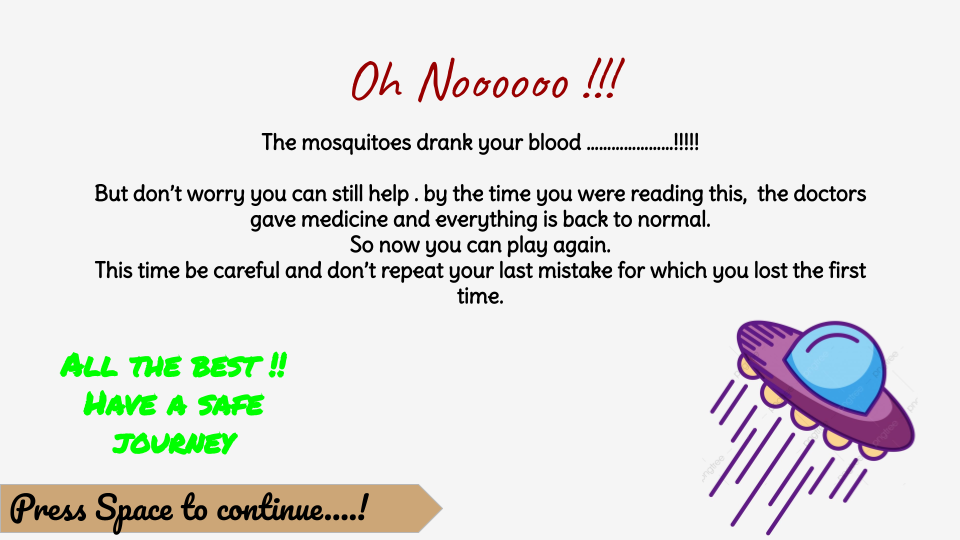 Oh Noooooo !!!
The mosquitoes drank your blood .....................!!!!!
But don't worry you can still help . by the time you were reading this,  the doctors
gave medicine and everything is back to normal.
So now you can play again.
This time be careful and don't repeat your last mistake for which you lost the first
time.
All the best !!
Have a safe
journey
Press Space to continue....!